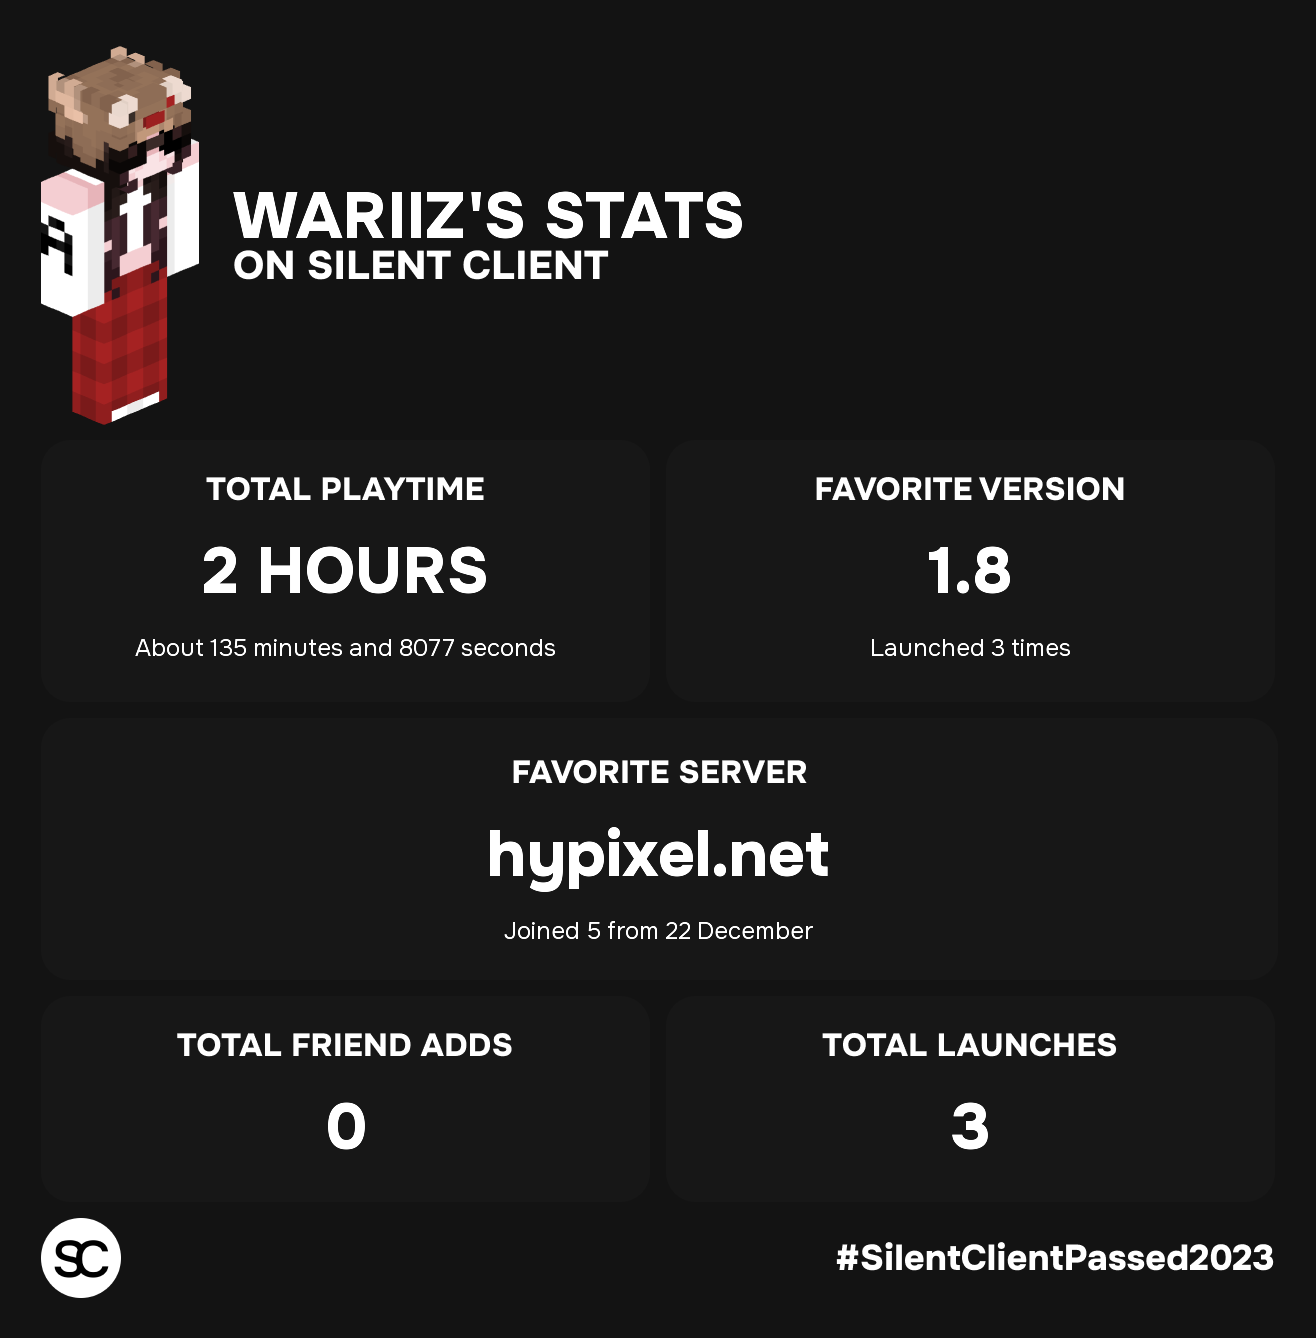 WARIIZ'S STATS
ON SILENT CLIENT
TOTAL PLAYTIME
2 HOURS
About 135 minutes and 8077 seconds
FAVORITE VERSION
1.8
Launched 3 times
FAVORITE SERVER
hypixel.net
Joined 5 from 22 December
TOTAL FRIEND ADDS
0
TOTAL LAUNCHES
3
SC
#SilentClientPassed2023